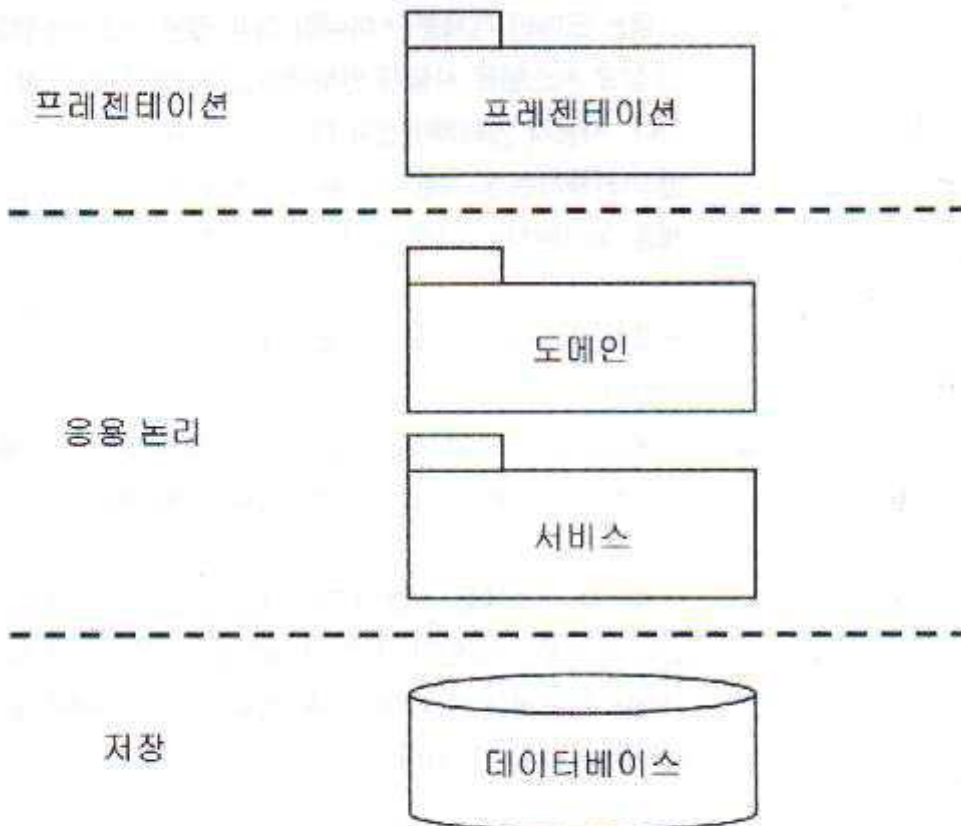 프레젠테이션
프레젠테이션
도메인
응용 논리
서비스
저장
데이터베이스